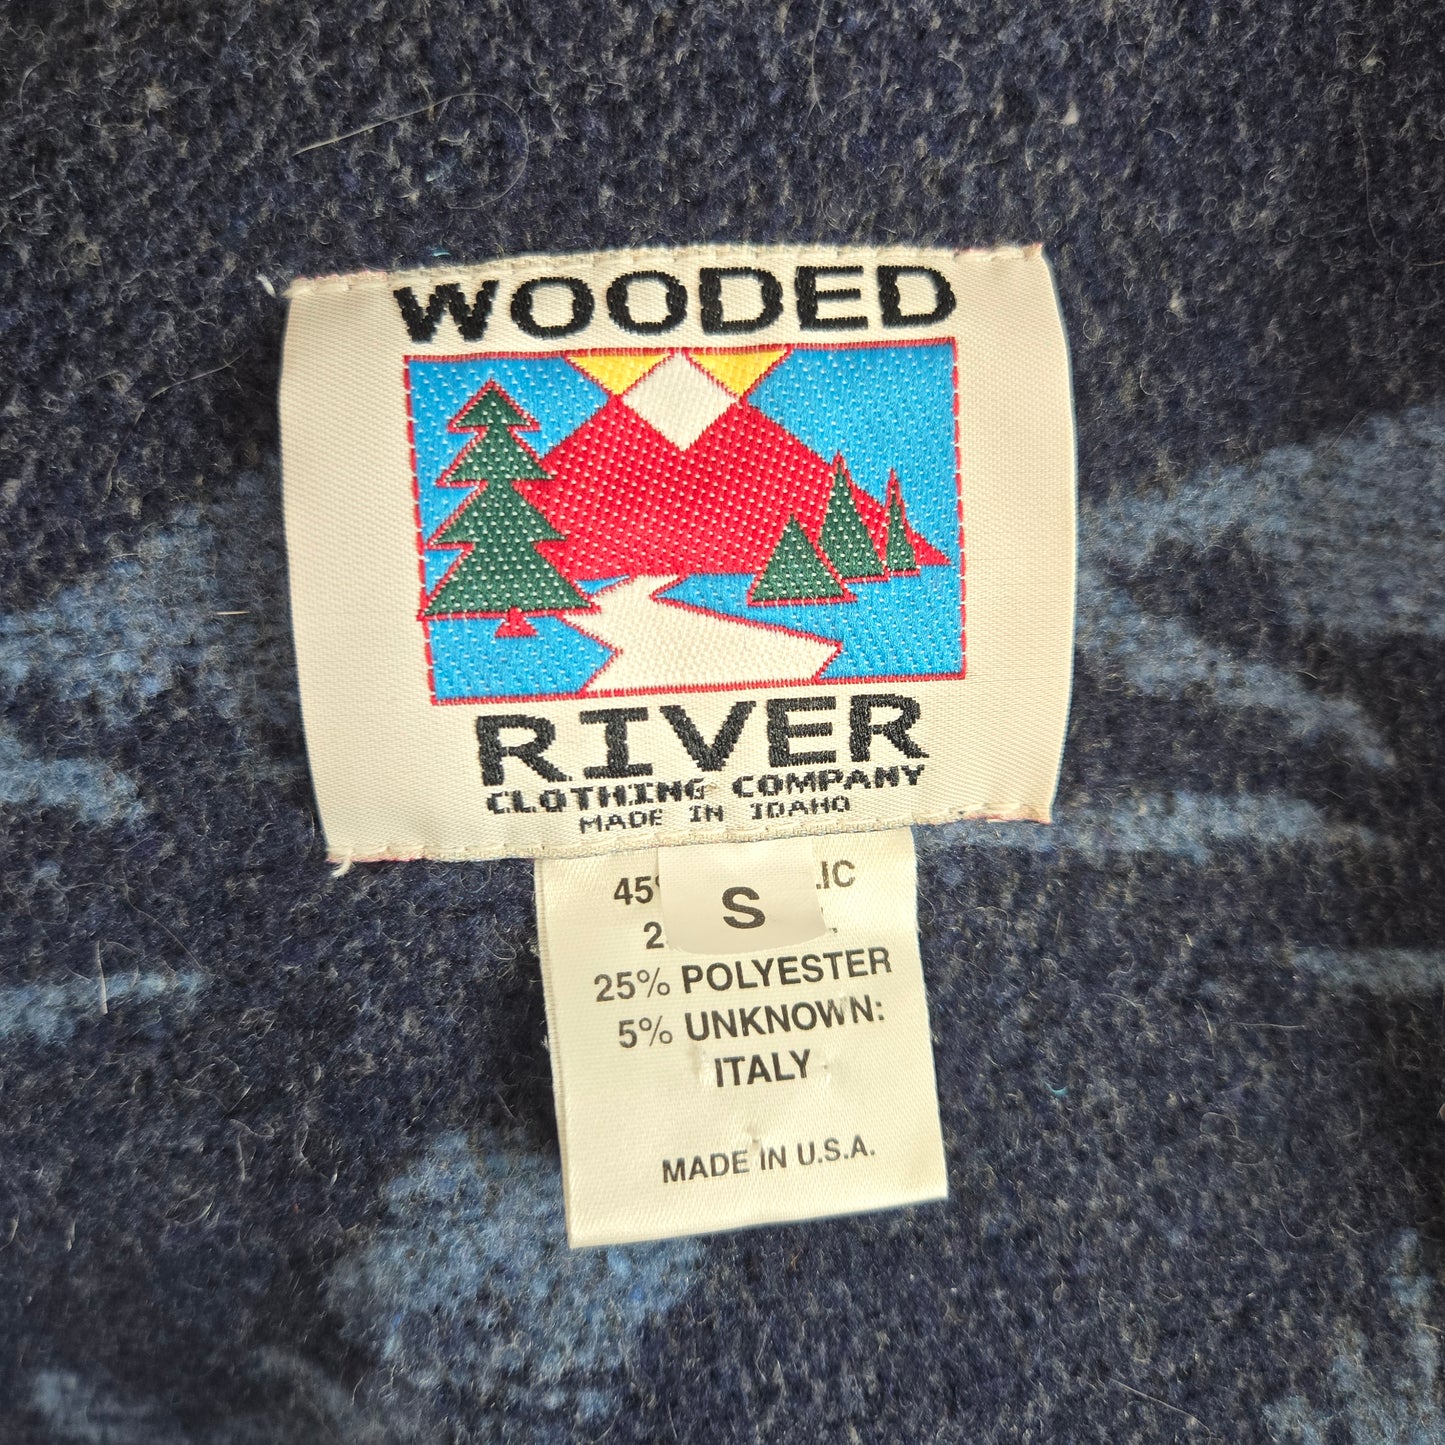 WOODED
RIVER
CLOTHING COMPANY
MADE IN IDAHO
S
25% POLYESTER
5% UNKNOWN:
ITALY
MADE IN U.S.A.